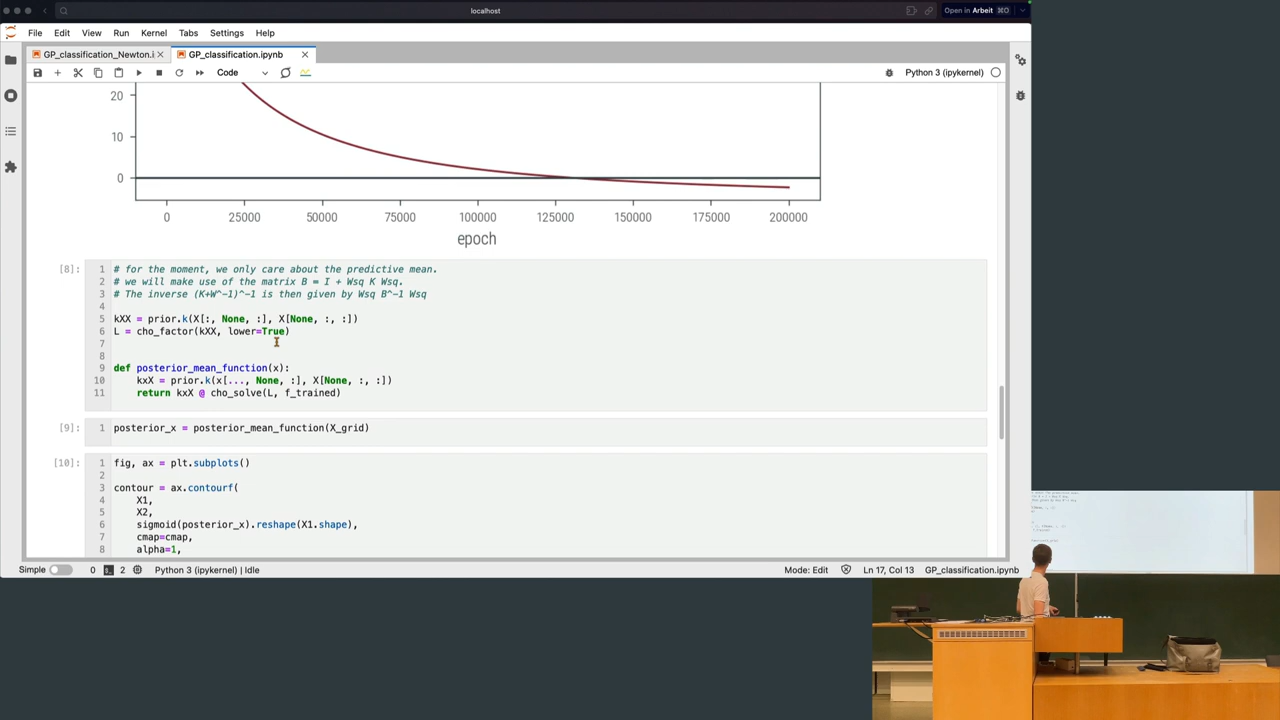 localhost
Open in Arbeit ⌘O
File Edit View Run Kernel Tabs Settings Help
GP_classification_Newton.i
GP_classification.ipynb
Code
Python 3 (ipykernel)
20
10
0
0 25000 50000 75000 100000 125000 150000 175000 200000
epoch
[8]:
1 # for the moment, we only care about the predictive mean.
2 # we will make use of the matrix B = I + Wsq K Wsq.
3 # The inverse (K+W^-1)^-1 is then given by Wsq B^-1 Wsq
4
5 kXX = prior.k(X[:, None, :], X[None, :, :])
6 L = cho_factor(kXX, lower=True)
7
8
9 def posterior_mean_function(x):
10     kxX = prior.k(x[..., None, :], X[None, :, :])
11     return kxX @ cho_solve(L, f_trained)
[9]:
1 posterior_x = posterior_mean_function(X_grid)
[10]:
1 fig, ax = plt.subplots()
2
3 contour = ax.contourf(
4     X1,
5     X2,
6     sigmoid(posterior_x).reshape(X1.shape),
7     cmap=cmap,
8     alpha=1,
Simple 0 2 Python 3 (ipykernel) | Idle
Mode: Edit Ln 17, Col 13 GP_classification.ipynb